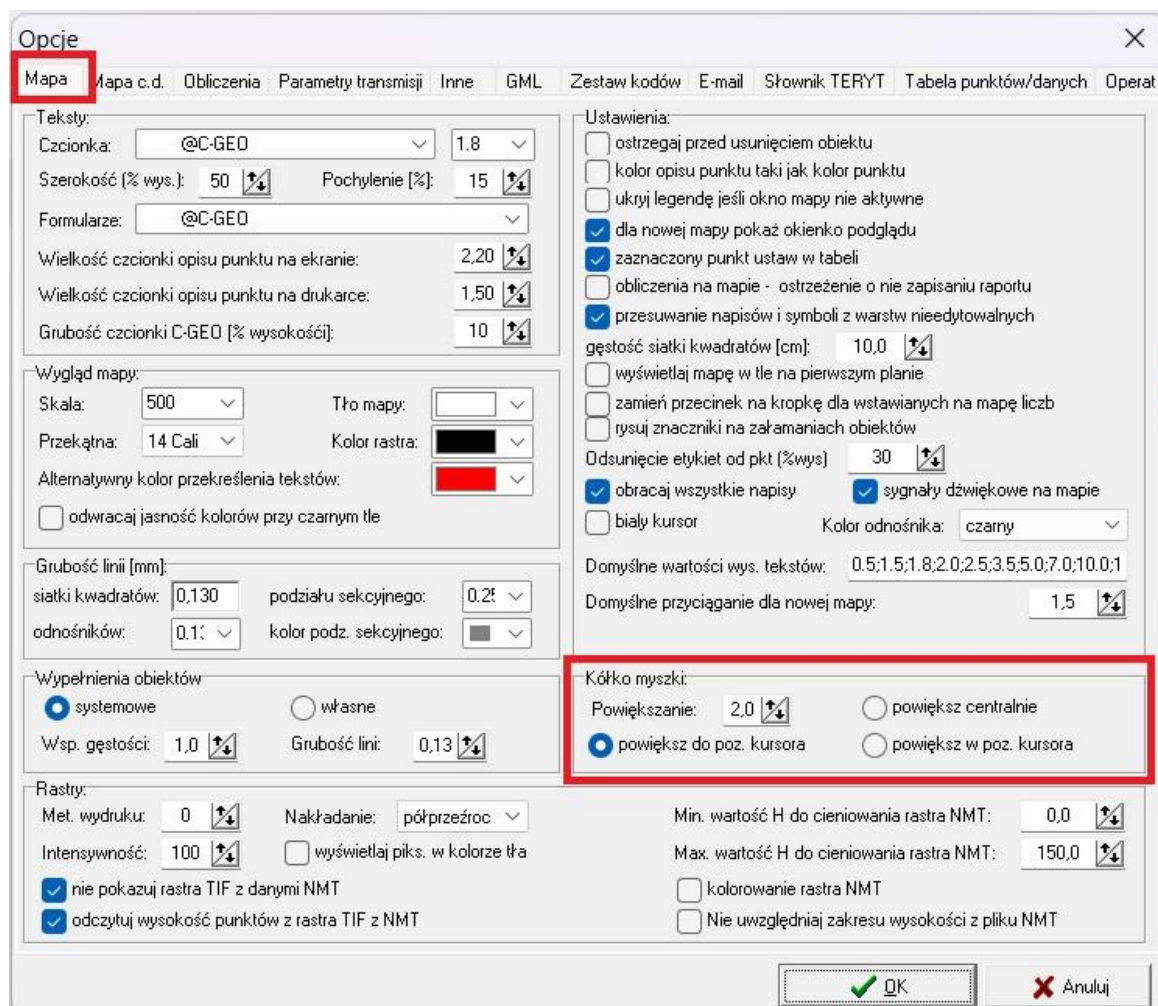 Opcje
Mapa Mapa c.d. Obliczenia Parametry transmisji Inne GML Zestaw kodów E-mail Słownik TERYT Tabela punktów/danych Operat
Teksty:
Czcionka: @C-GEO 1.8
Szerokość (% wys.): 50 Pochylenie [%]: 15
Formularze: @C-GEO
Wielkość czcionki opisu punktu na ekranie: 2,20
Wielkość czcionki opisu punktu na drukarce: 1,50
Grubość czcionki C-GEO [% wysokośći]: 10
Wygląd mapy:
Skala: 500 Tło mapy:
Przekątna: 14 Cali Kolor rastra:
Alternatywny kolor przekreślenia tekstów:
odwracaj jasność kolorów przy czarnym tle
Grubość linii [mm]:
siatki kwadratów: 0,130 podziału sekcyjnego: 0.25
odnośników: 0.13 kolor podz. sekcyjnego:
Wypełnienia obiektów
systemowe własne
Wsp. gęstości: 1,0 Grubość lini: 0,13
Ustawienia:
ostrzegaj przed usunięciem obiektu
kolor opisu punktu taki jak kolor punktu
ukryj legendę jeśli okno mapy nie aktywne
dla nowej mapy pokaż okienko podglądu
zaznaczony punkt ustaw w tabeli
obliczenia na mapie - ostrzeżenie o nie zapisaniu raportu
przesuwanie napisów i symboli z warstw nieedytowalnych
gęstość siatki kwadratów [cm]: 10,0
wyświetlaj mapę w tle na pierwszym planie
zamień przecinek na kropkę dla wstawianych na mapę liczb
rysuj znaczniki na załamaniach obiektów
Odsunięcie etykiet od pkt (%wys) 30
obracaj wszystkie napisy sygnały dźwiękowe na mapie
biały kursor Kolor odnośnika: czarny
Domyślne wartości wys. tekstów: 0.5;1.5;1.8;2.0;2.5;3.5;5.0;7.0;10.0;1
Domyślne przyciąganie dla nowej mapy: 1,5
Kółko myszki:
Powiększanie: 2,0 powiększ centralnie
powiększ do poz. kursora powiększ w poz. kursora
Rastry:
Met. wydruku: 0 Nakładanie: półprzeźroc Min. wartość H do cieniowania rastra NMT: 0,0
Intensywność: 100 wyświetlaj piks. w kolorze tła Max. wartość H do cieniowania rastra NMT: 150,0
nie pokazuj rastra TIF z danymi NMT kolorowanie rastra NMT
odczytuj wysokość punktów z rastra TIF z NMT Nie uwzględniaj zakresu wysokości z pliku NMT
OK Anuluj